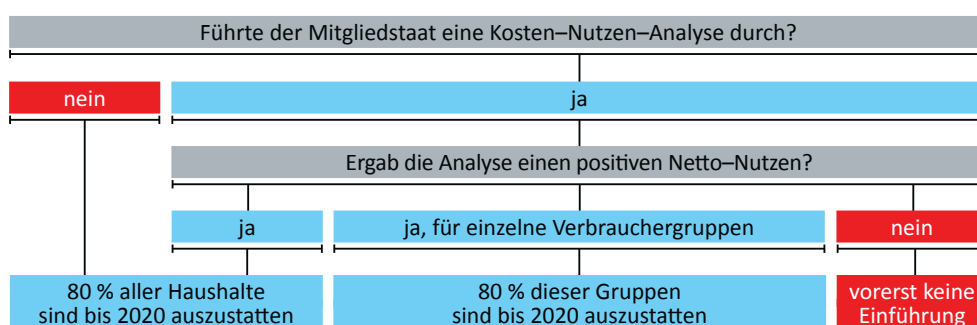 Führte der Mitgliedstaat eine Kosten–Nutzen–Analyse durch?
nein
ja
Ergab die Analyse einen positiven Netto–Nutzen?
ja
ja, für einzelne Verbrauchergruppen
nein
80 % aller Haushalte
sind bis 2020 auszustatten
80 % dieser Gruppen
sind bis 2020 auszustatten
vorerst keine
Einführung